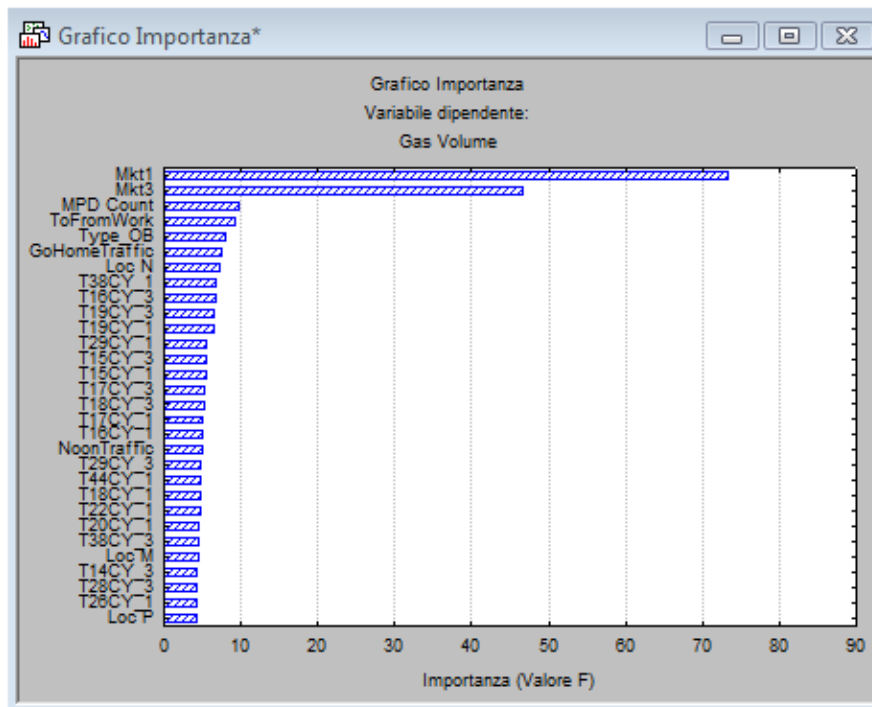 Grafico Importanza*
Grafico Importanza
Variabile dipendente:
Gas Volume
Mkt1
Mkt3
MPD Count
ToFromWork
Type_OB
GoHomeTraffic
Loc N
T38CY_1
T16CY_3
T19CY_3
T19CY_1
T29CY_1
T15CY_3
T15CY_1
T17CY_3
T18CY_3
T17CY_1
T16CY_1
NoonTraffic
T29CY_3
T44CY_1
T18CY_1
T22CY_1
T20CY_1
T38CY_3
Loc M
T14CY_3
T28CY_3
T26CY_1
Loc P
0 10 20 30 40 50 60 70 80 90
Importanza (Valore F)